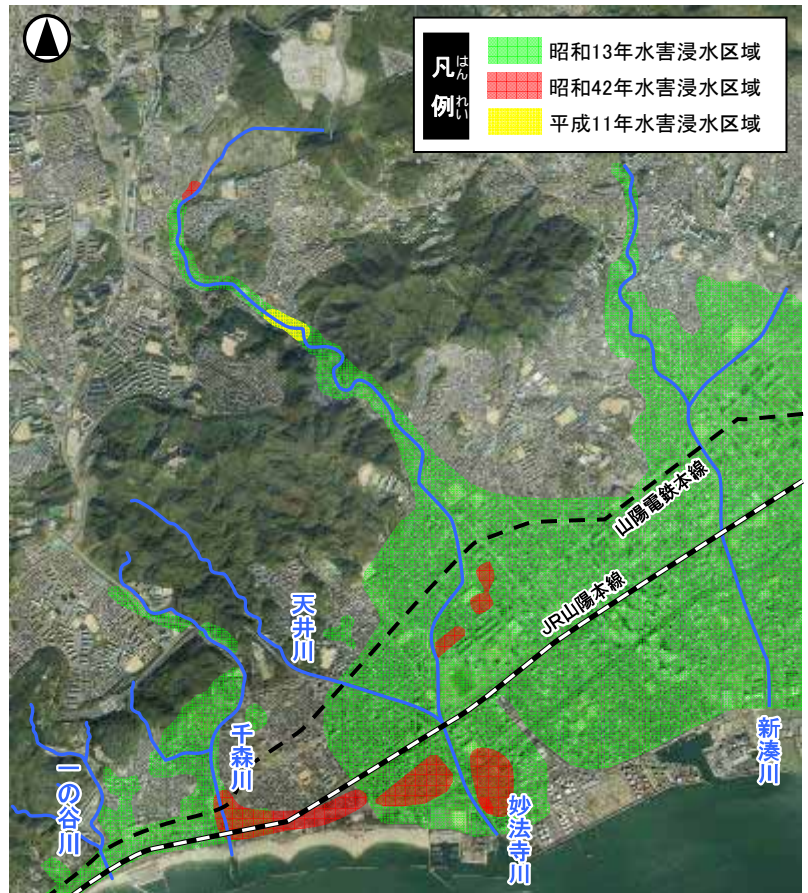 凡例
はんれい
昭和13年水害浸水区域
昭和42年水害浸水区域
平成11年水害浸水区域
山陽電鉄本線
JR山陽本線
天井川
千森川
一の谷川
妙法寺川
新湊川